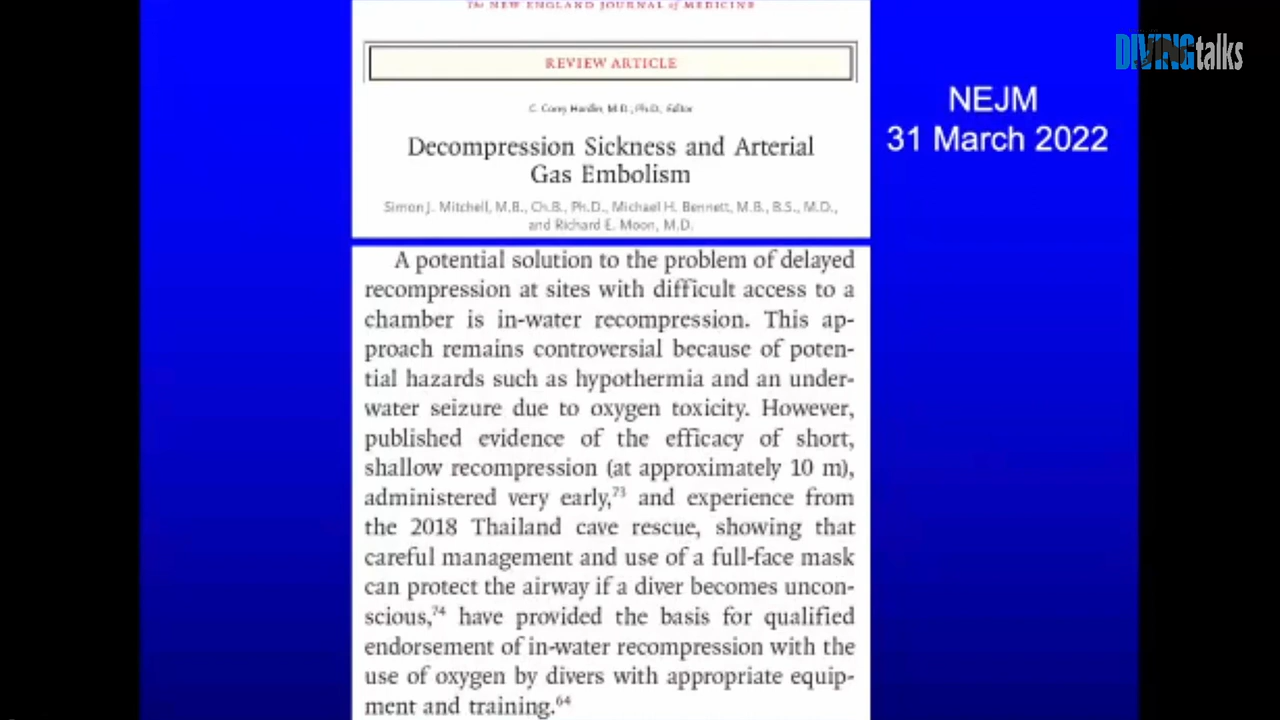 The NEW ENGLAND JOURNAL of MEDICINE
REVIEW ARTICLE
C. Corey Hardin, M.D., Ph.D., Editor
Decompression Sickness and Arterial
Gas Embolism
Simon J. Mitchell, M.B., Ch.B., Ph.D., Michael H. Bennett, M.B., B.S., M.D.,
and Richard E. Moon, M.D.
A potential solution to the problem of delayed
recompression at sites with difficult access to a
chamber is in-water recompression. This ap-
proach remains controversial because of poten-
tial hazards such as hypothermia and an under-
water seizure due to oxygen toxicity. However,
published evidence of the efficacy of short,
shallow recompression (at approximately 10 m),
administered very early,⁷³ and experience from
the 2018 Thailand cave rescue, showing that
careful management and use of a full-face mask
can protect the airway if a diver becomes uncon-
scious,⁷⁴ have provided the basis for qualified
endorsement of in-water recompression with the
use of oxygen by divers with appropriate equip-
ment and training.⁶⁴
NEJM
31 March 2022
DIVINGtalks